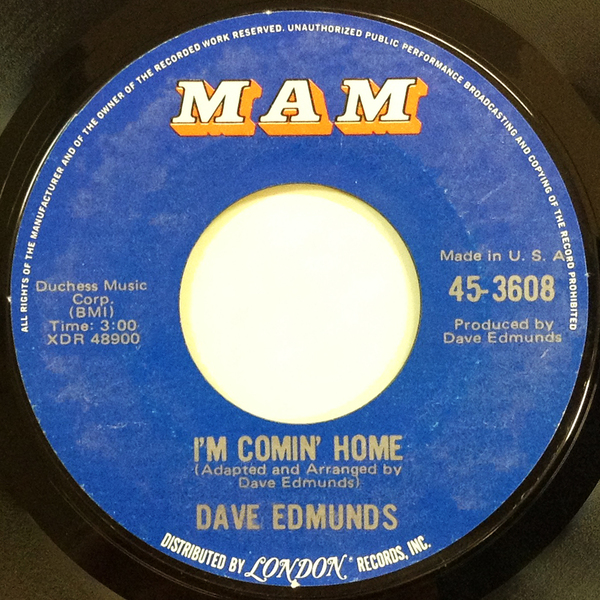 ALL RIGHTS OF THE MANUFACTURER AND OF THE OWNER OF THE RECORDED WORK RESERVED. UNAUTHORIZED PUBLIC PERFORMANCE BROADCASTING AND COPYING OF THE RECORD PROHIBITED
MAM
Duchess Music
Corp.
(BMI)
Time: 3:00
XDR 48900
Made in U. S. A.
45-3608
Produced by
Dave Edmunds
I'M COMIN' HOME
(Adapted and Arranged by
Dave Edmunds)
DAVE EDMUNDS
DISTRIBUTED BY LONDON® RECORDS, INC.